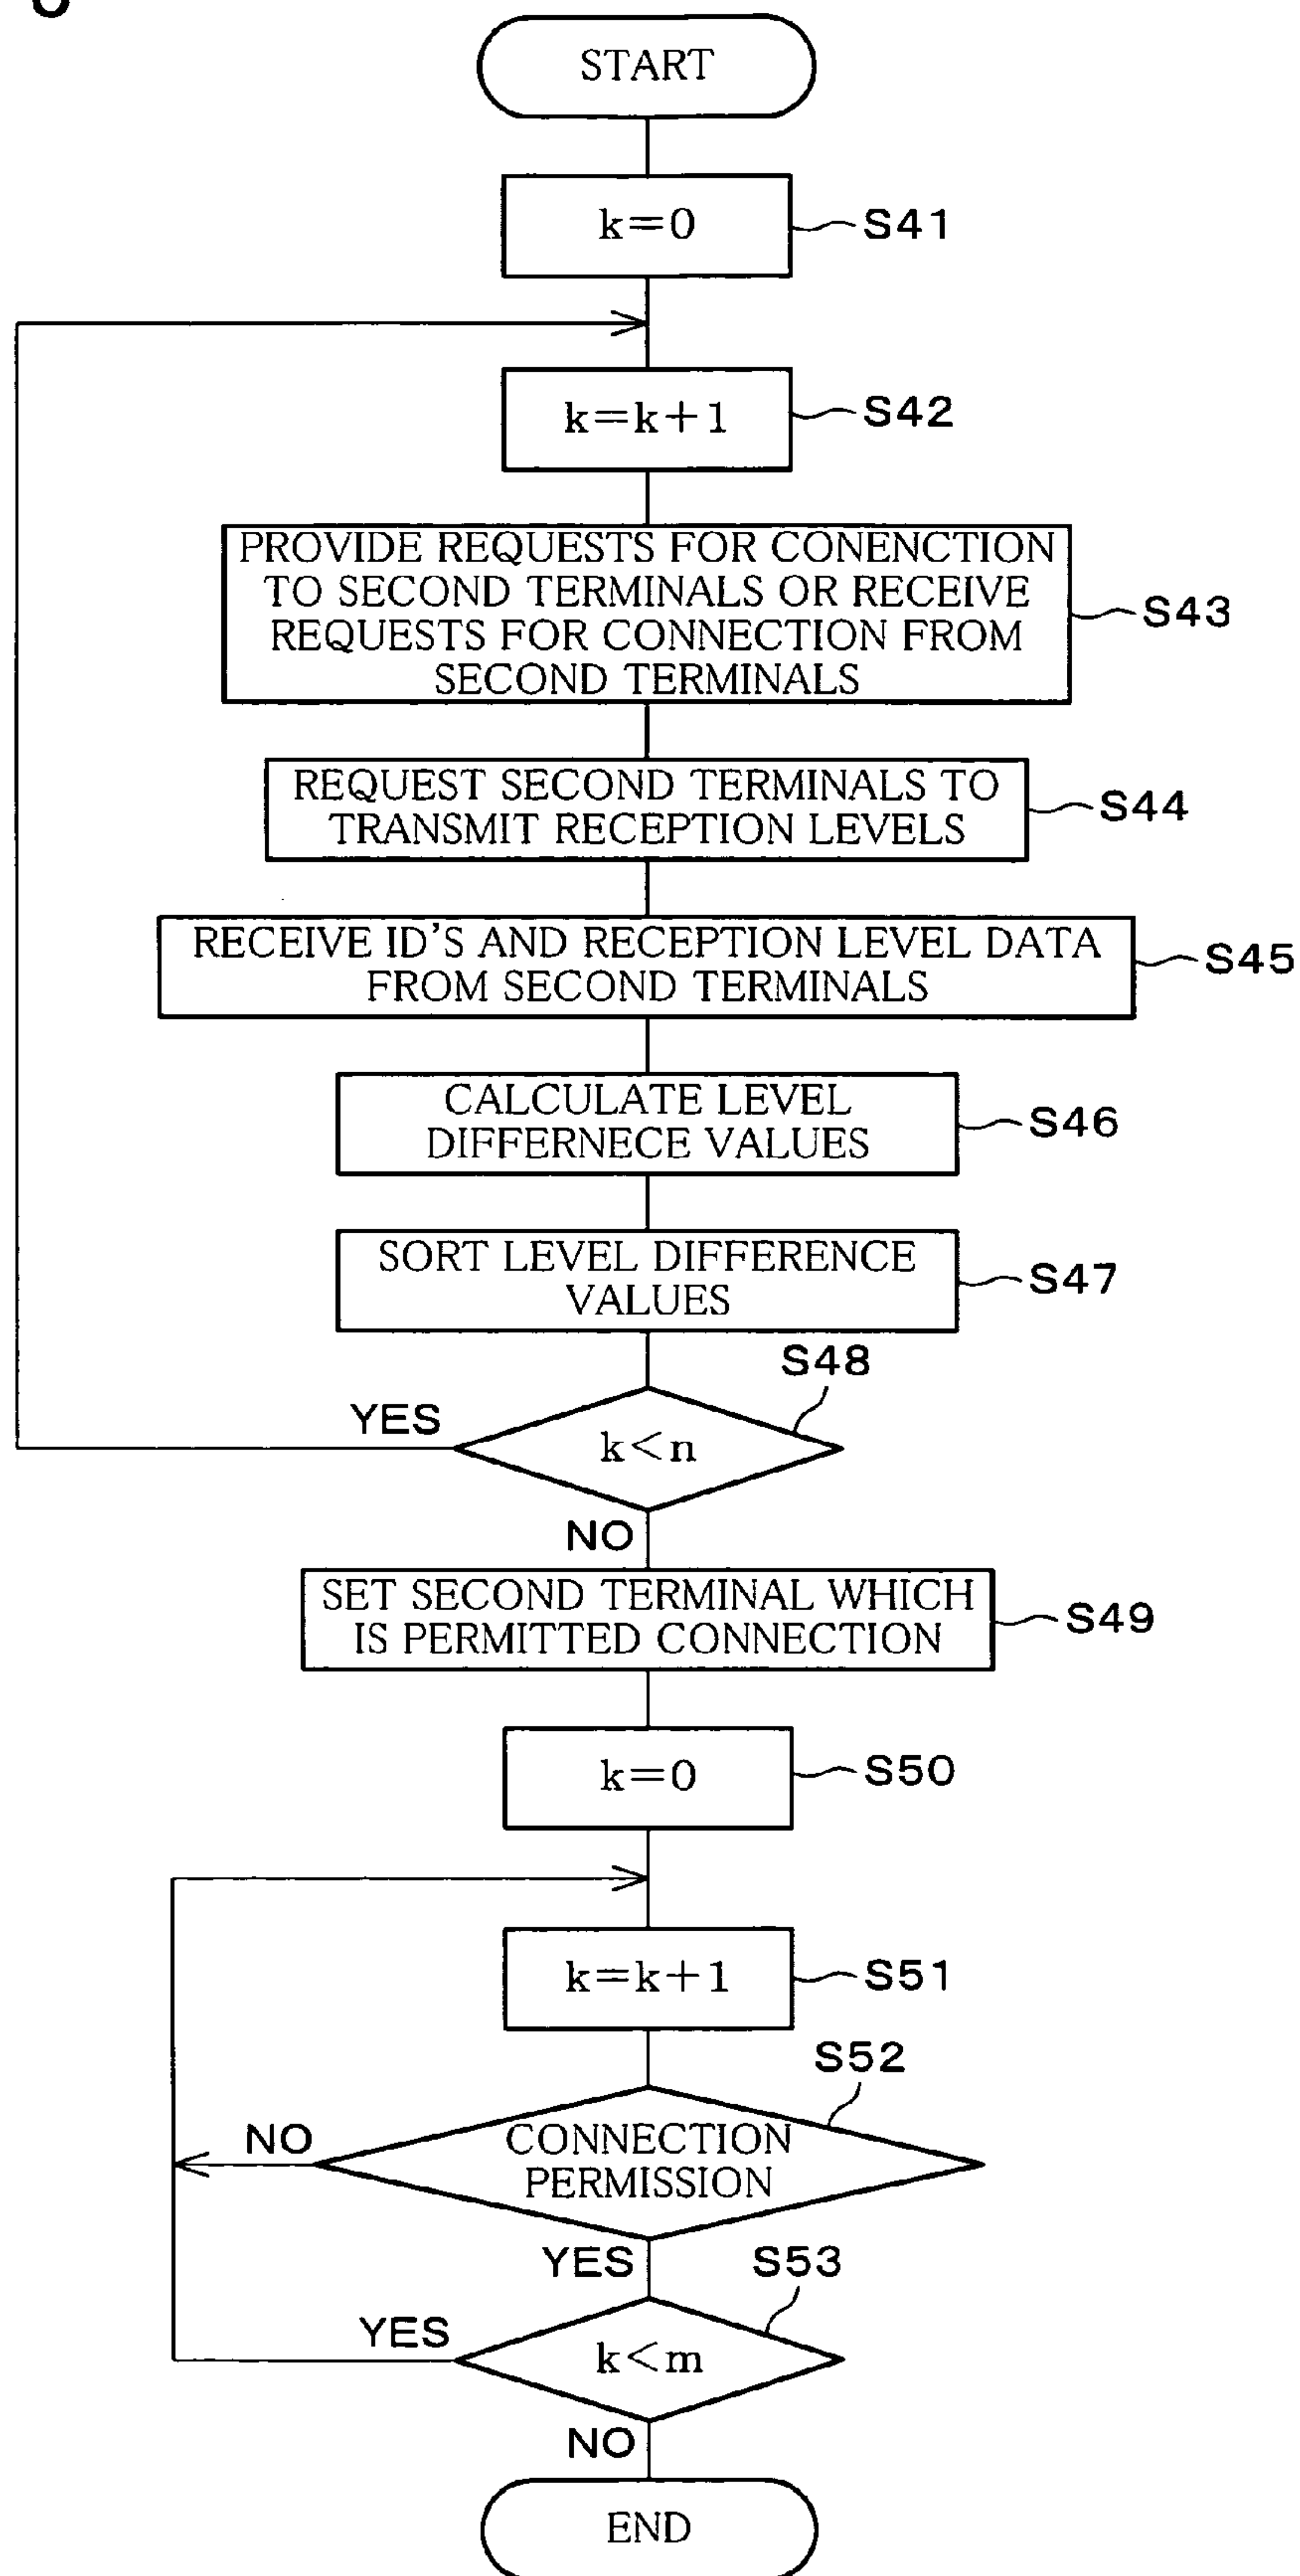 START
k=0
S41
k=k+1
S42
PROVIDE REQUESTS FOR CONENCTION
TO SECOND TERMINALS OR RECEIVE
REQUESTS FOR CONNECTION FROM
SECOND TERMINALS
S43
REQUEST SECOND TERMINALS TO
TRANSMIT RECEPTION LEVELS
S44
RECEIVE ID'S AND RECEPTION LEVEL DATA
FROM SECOND TERMINALS
S45
CALCULATE LEVEL
DIFFERNECE VALUES
S46
SORT LEVEL DIFFERENCE
VALUES
S47
S48
YES
k<n
NO
SET SECOND TERMINAL WHICH
IS PERMITTED CONNECTION
S49
k=0
S50
k=k+1
S51
S52
NO
CONNECTION
PERMISSION
YES
S53
YES
k<m
NO
END